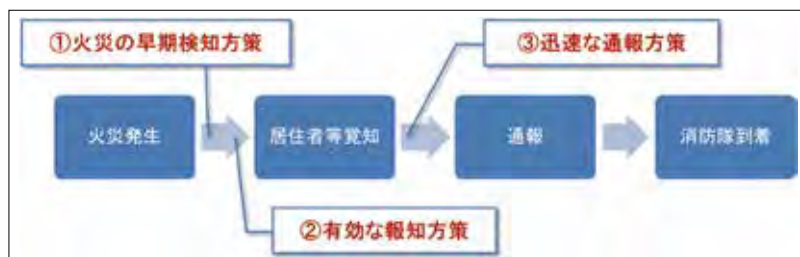 ①火災の早期検知方策
③迅速な通報方策
火災発生
居住者等覚知
通報
消防隊到着
②有効な報知方策